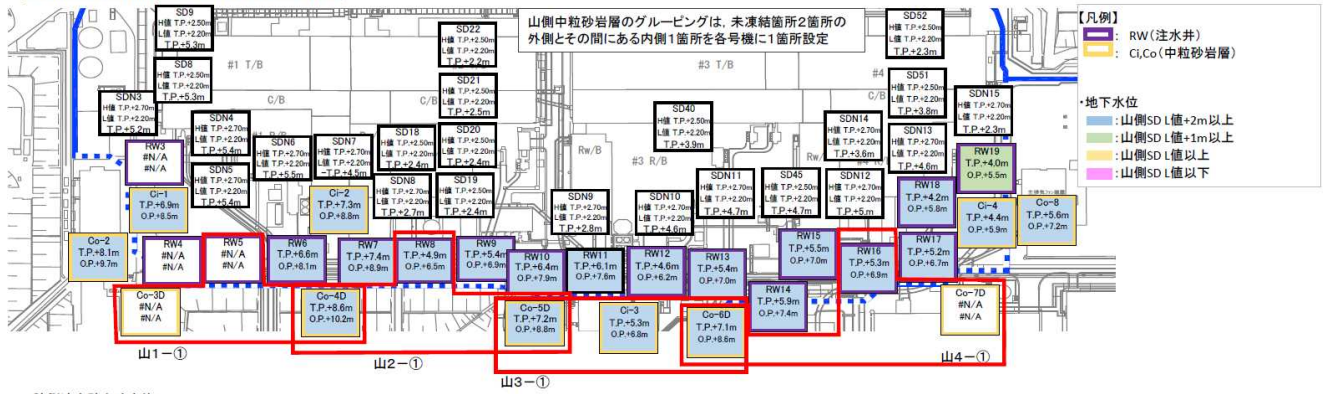 山側中粒砂岩層のグルーピングは、未凍結箇所2箇所の
外側とその間にある内側1箇所を各号機に1箇所設定
【凡例】
: RW(注水井)
: Ci,Co(中粒砂岩層)
・地下水位
:山側SD L値+2m以上
:山側SD L値+1m以上
:山側SD L値以上
:山側SD L値以下
SD9
H値 T.P.+2.50m
L値 T.P.+2.20m
T.P.+5.3m
SD8
H値 T.P.+2.50m
L値 T.P.+2.20m
T.P.+5.3m
SDN3
H値 T.P.+2.70m
L値 T.P.+2.20m
T.P.+5.2m
SDN4
H値 T.P.+2.70m
L値 T.P.+2.20m
T.P.+5.4m
SDN5
H値 T.P.+2.70m
L値 T.P.+2.20m
T.P.+5.4m
SDN6
H値 T.P.+2.70m
L値 T.P.+2.20m
T.P.+5.5m
SDN7
H値 T.P.+2.70m
L値 T.P.+2.20m
T.P.+4.5m
SD18
H値 T.P.+2.50m
L値 T.P.+2.20m
T.P.+2.4m
SDN8
H値 T.P.+2.70m
L値 T.P.+2.20m
T.P.+2.7m
SD22
H値 T.P.+2.50m
L値 T.P.+2.20m
T.P.+2.2m
SD21
H値 T.P.+2.50m
L値 T.P.+2.20m
T.P.+2.5m
SD20
H値 T.P.+2.50m
L値 T.P.+2.20m
T.P.+2.4m
SD19
H値 T.P.+2.50m
L値 T.P.+2.20m
T.P.+2.4m
SDN9
H値 T.P.+2.70m
L値 T.P.+2.20m
T.P.+2.8m
SD40
H値 T.P.+2.50m
L値 T.P.+2.20m
T.P.+3.9m
SDN10
H値 T.P.+2.70m
L値 T.P.+2.20m
T.P.+4.6m
SDN11
H値 T.P.+2.70m
L値 T.P.+2.20m
T.P.+4.7m
SD45
H値 T.P.+2.50m
L値 T.P.+2.20m
T.P.+4.7m
SDN14
H値 T.P.+2.70m
L値 T.P.+2.20m
T.P.+3.6m
SDN12
H値 T.P.+2.70m
L値 T.P.+2.20m
T.P.+5.m
SD52
H値 T.P.+2.50m
L値 T.P.+2.20m
T.P.+2.3m
SD51
H値 T.P.+2.50m
L値 T.P.+2.20m
T.P.+3.8m
SDN13
H値 T.P.+2.70m
L値 T.P.+2.20m
T.P.+4.6m
SDN15
H値 T.P.+2.70m
L値 T.P.+2.20m
T.P.+2.3m
#1 T/B
C/B
#3 T/B
C/B
Rw/B
#3 R/B
#4
RW3
#N/A
#N/A
Ci-1
T.P.+6.9m
O.P.+8.5m
Ci-2
T.P.+7.3m
O.P.+8.8m
Co-2
T.P.+8.1m
O.P.+9.7m
RW4
#N/A
#N/A
RW5
#N/A
#N/A
RW6
T.P.+6.6m
O.P.+8.1m
RW7
T.P.+7.4m
O.P.+8.9m
RW8
T.P.+4.9m
O.P.+6.5m
RW9
T.P.+5.4m
O.P.+6.9m
RW10
T.P.+6.4m
O.P.+7.9m
RW11
T.P.+6.1m
O.P.+7.6m
RW12
T.P.+4.6m
O.P.+6.2m
RW13
T.P.+5.4m
O.P.+7.0m
RW14
T.P.+5.9m
O.P.+7.4m
RW15
T.P.+5.5m
O.P.+7.0m
RW16
T.P.+5.3m
O.P.+6.9m
RW17
T.P.+5.2m
O.P.+6.7m
RW18
T.P.+4.2m
O.P.+5.8m
RW19
T.P.+4.0m
O.P.+5.5m
Ci-4
T.P.+4.4m
O.P.+5.9m
Co-8
T.P.+5.6m
O.P.+7.2m
Co-3D
#N/A
#N/A
Co-4D
T.P.+8.6m
O.P.+10.2m
Co-5D
T.P.+7.2m
O.P.+8.8m
Ci-3
T.P.+5.3m
O.P.+6.8m
Co-6D
T.P.+7.1m
O.P.+8.6m
Co-7D
#N/A
#N/A
山1-①
山2-①
山3-①
山4-①